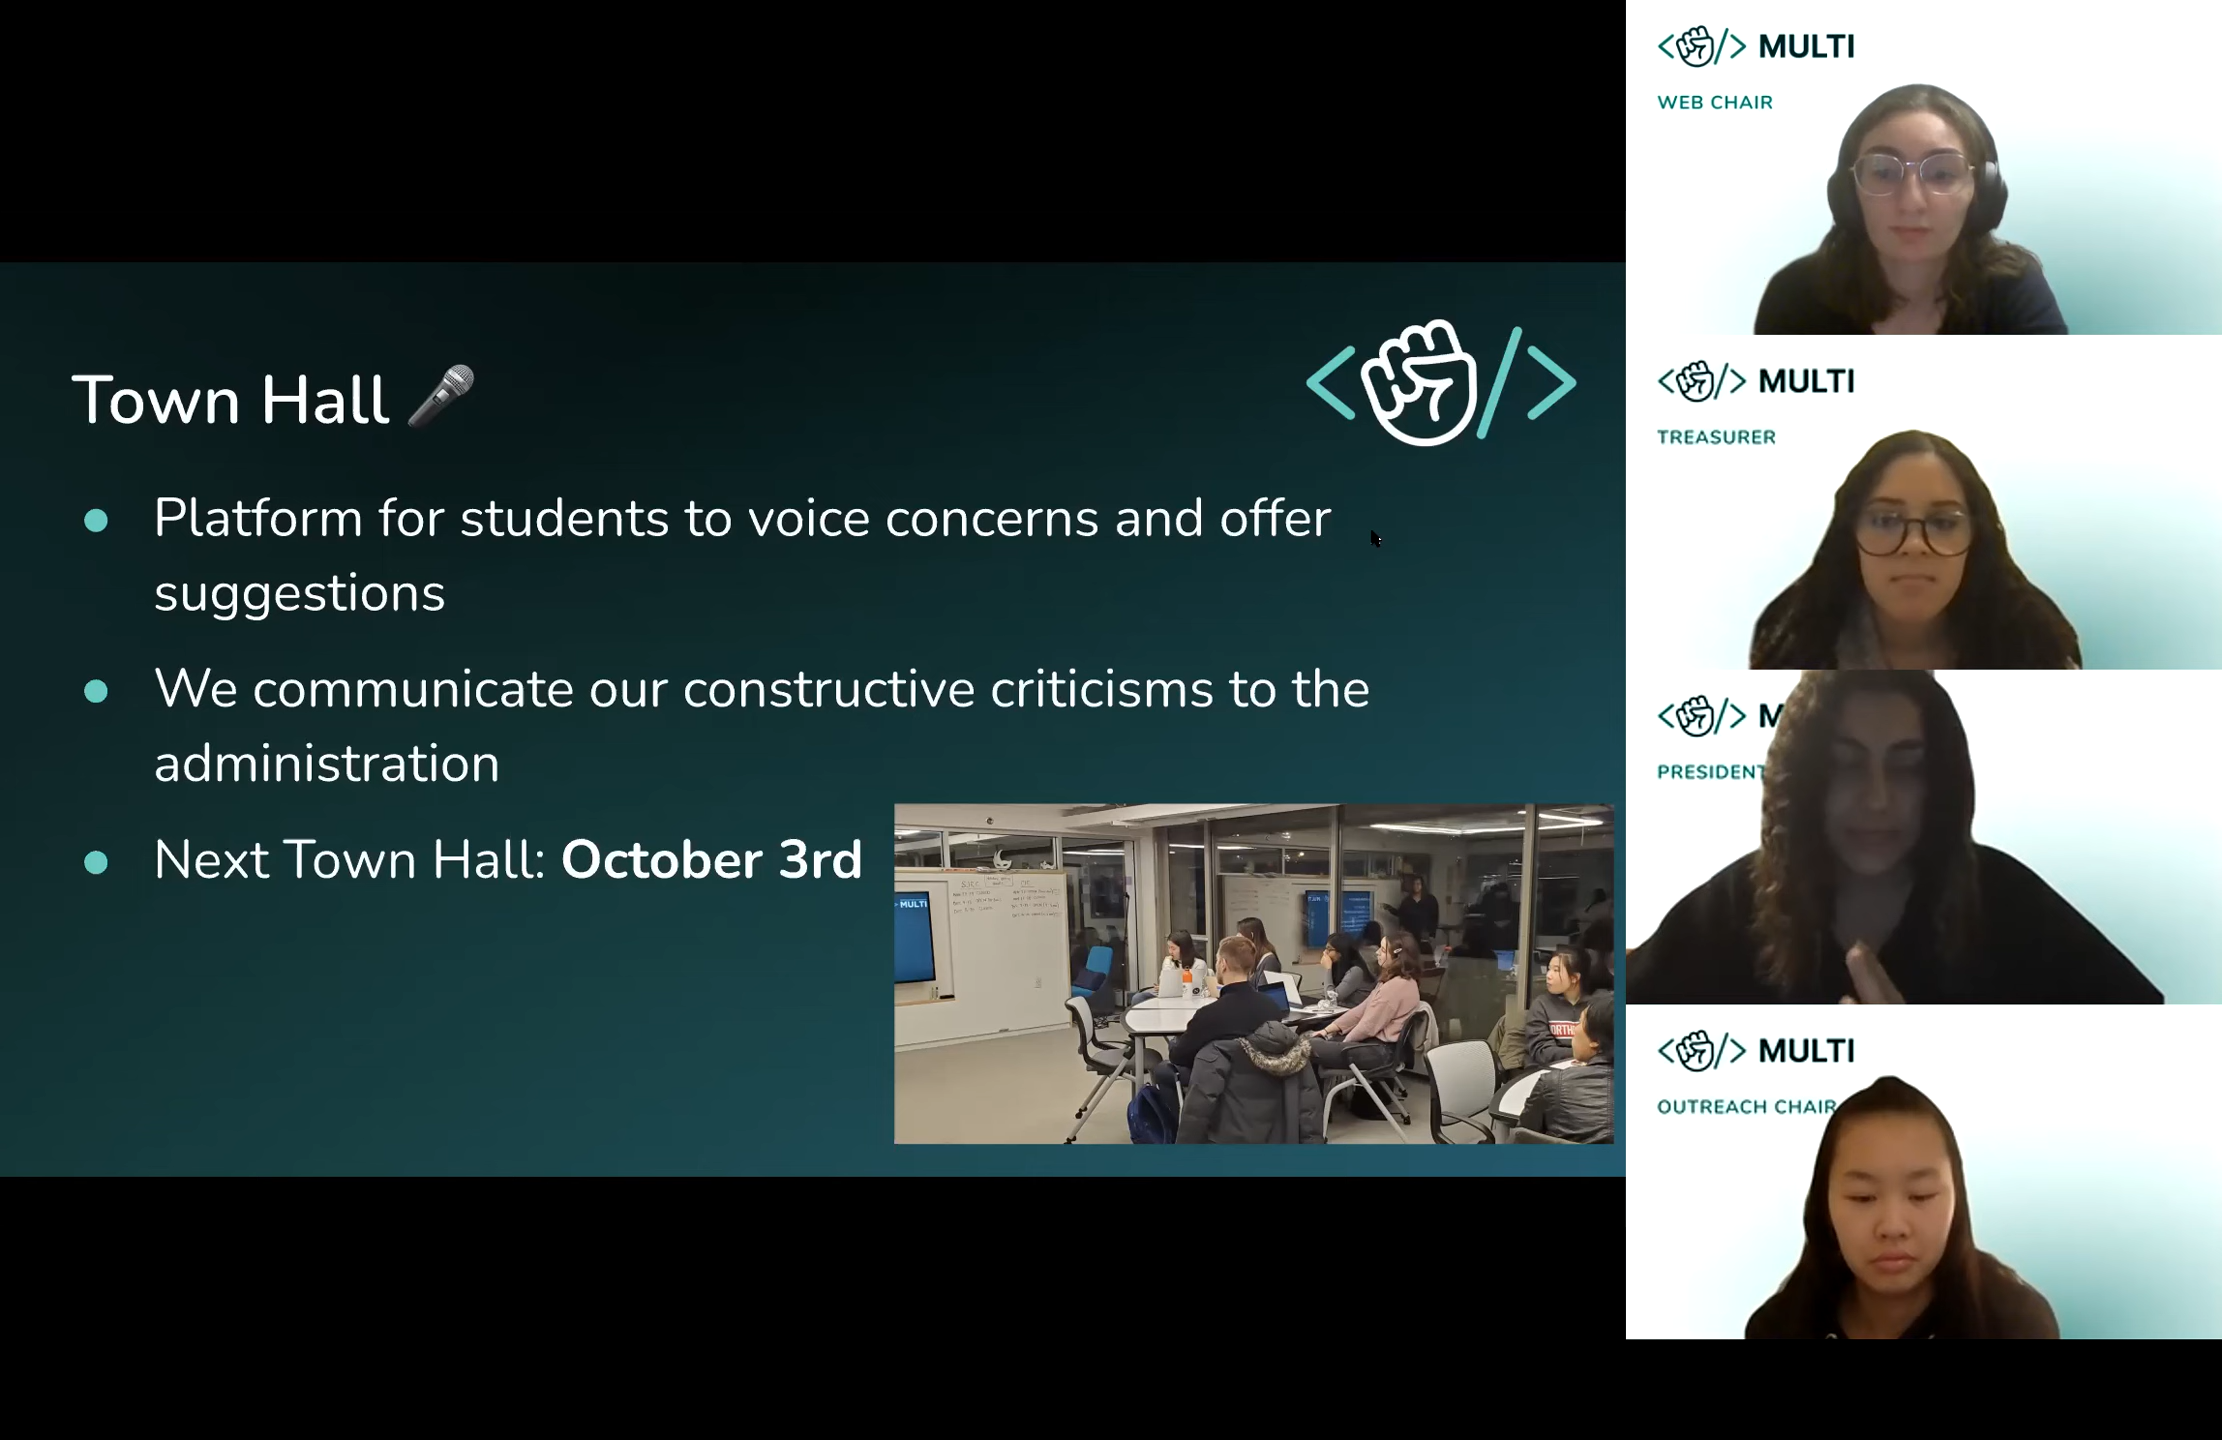 Town Hall 🎤
Platform for students to voice concerns and offer
suggestions
We communicate our constructive criticisms to the
administration
Next Town Hall: October 3rd
MULTI
MULTI
WEB CHAIR
MULTI
TREASURER
M
PRESIDENT
MULTI
OUTREACH CHAIR